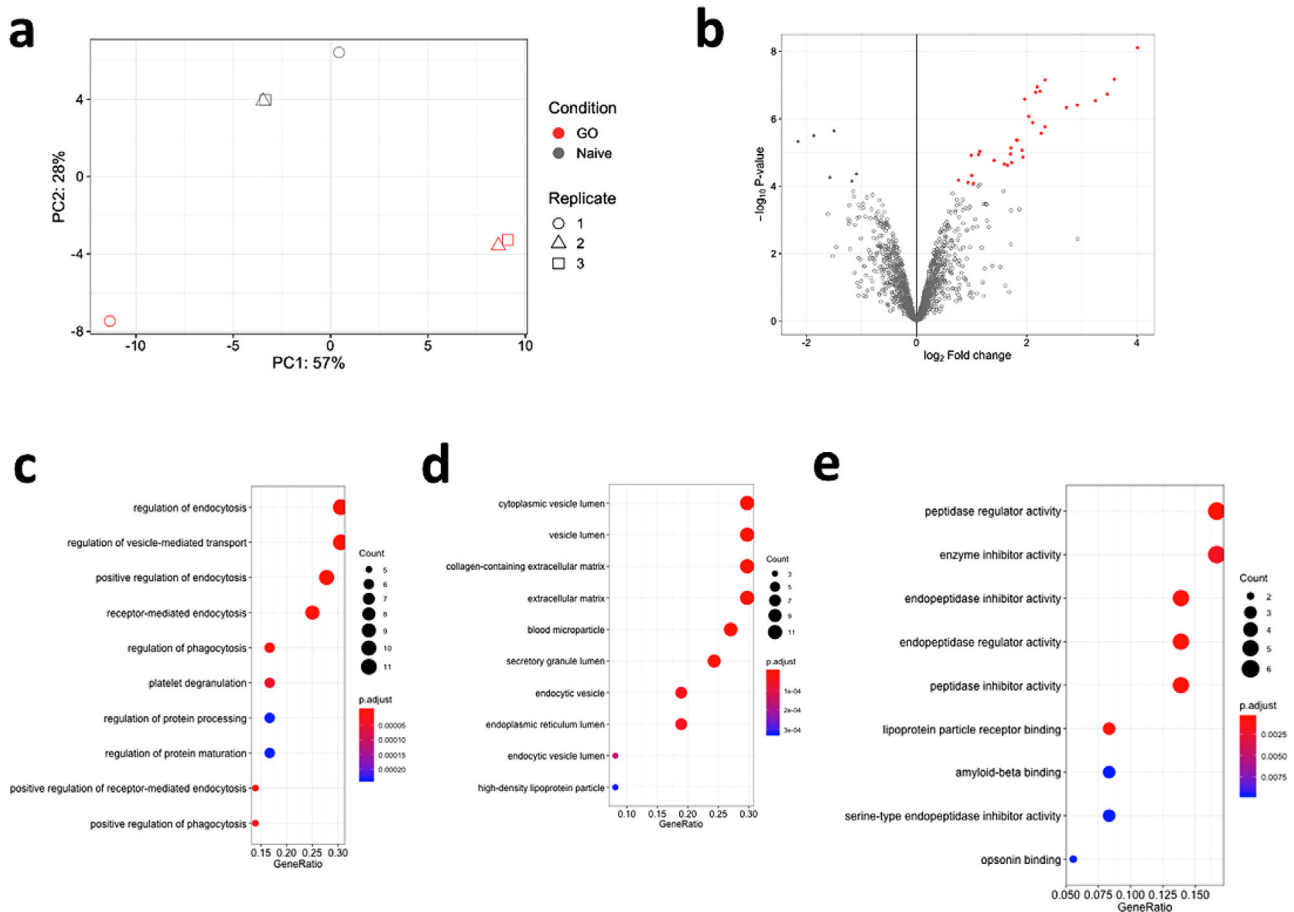 a
4
0
-4
-8
PC2: 28%
-10
-5
0
5
10
PC1: 57%
Condition
GO
Naive
Replicate
1
2
3
b
8
6
4
2
0
−log10 P-value
-2
0
2
4
log2 Fold change
c
regulation of endocytosis
regulation of vesicle-mediated transport
positive regulation of endocytosis
receptor-mediated endocytosis
regulation of phagocytosis
platelet degranulation
regulation of protein processing
regulation of protein maturation
positive regulation of receptor-mediated endocytosis
positive regulation of phagocytosis
0.15 0.20 0.25 0.30
GeneRatio
Count
5
6
7
8
9
10
11
p.adjust
0.00005
0.00010
0.00015
0.00020
d
cytoplasmic vesicle lumen
vesicle lumen
collagen-containing extracellular matrix
extracellular matrix
blood microparticle
secretory granule lumen
endocytic vesicle
endoplasmic reticulum lumen
endocytic vesicle lumen
high-density lipoprotein particle
0.10 0.15 0.20 0.25 0.30
GeneRatio
Count
3
5
7
9
11
p.adjust
1e-04
2e-04
3e-04
e
peptidase regulator activity
enzyme inhibitor activity
endopeptidase inhibitor activity
endopeptidase regulator activity
peptidase inhibitor activity
lipoprotein particle receptor binding
amyloid-beta binding
serine-type endopeptidase inhibitor activity
opsonin binding
0.050 0.075 0.100 0.125 0.150
GeneRatio
Count
2
3
4
5
6
p.adjust
0.0025
0.0050
0.0075